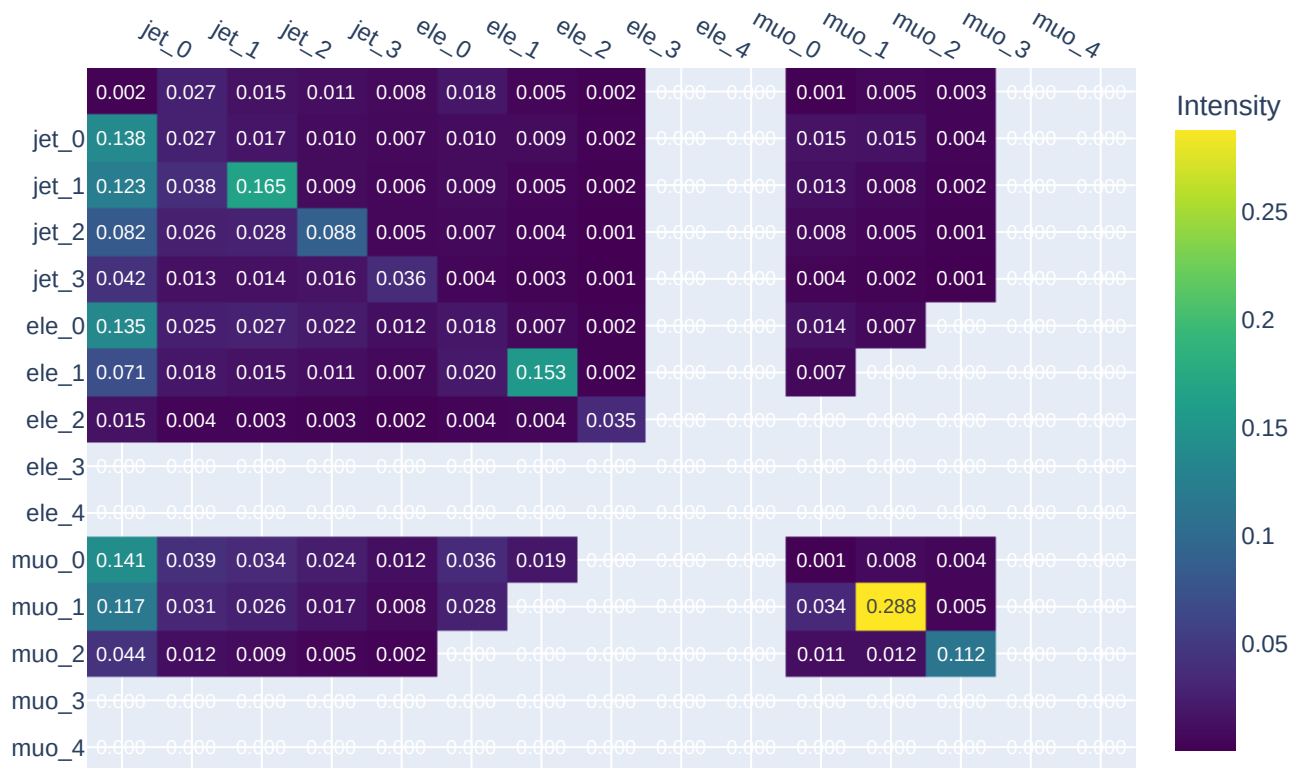 jet_0 jet_1 jet_2 jet_3 ele_0 ele_1 ele_2 ele_3 ele_4 muo_0 muo_1 muo_2 muo_3 muo_4
Intensity
0.002 0.027 0.015 0.011 0.008 0.018 0.005 0.002 0.000 0.000 0.001 0.005 0.003 0.000 0.000
jet_0 0.138 0.027 0.017 0.010 0.007 0.010 0.009 0.002 0.000 0.000 0.015 0.015 0.004 0.000 0.000
jet_1 0.123 0.038 0.165 0.009 0.006 0.009 0.005 0.002 0.000 0.000 0.013 0.008 0.002 0.000 0.000
0.25
jet_2 0.082 0.026 0.028 0.088 0.005 0.007 0.004 0.001 0.000 0.000 0.008 0.005 0.001 0.000 0.000
jet_3 0.042 0.013 0.014 0.016 0.036 0.004 0.003 0.001 0.000 0.000 0.004 0.002 0.001 0.000 0.000
0.2
ele_0 0.135 0.025 0.027 0.022 0.012 0.018 0.007 0.002 0.000 0.000 0.014 0.007 0.000 0.000 0.000
ele_1 0.071 0.018 0.015 0.011 0.007 0.020 0.153 0.002 0.000 0.000 0.007 0.000 0.000 0.000 0.000
ele_2 0.015 0.004 0.003 0.003 0.002 0.004 0.004 0.035 0.000 0.000 0.000 0.000 0.000 0.000 0.000
0.15
ele_3 0.000 0.000 0.000 0.000 0.000 0.000 0.000 0.000 0.000 0.000 0.000 0.000 0.000 0.000 0.000
ele_4 0.000 0.000 0.000 0.000 0.000 0.000 0.000 0.000 0.000 0.000 0.000 0.000 0.000 0.000 0.000
0.1
muo_0 0.141 0.039 0.034 0.024 0.012 0.036 0.019 0.000 0.000 0.000 0.001 0.008 0.004 0.000 0.000
muo_1 0.117 0.031 0.026 0.017 0.008 0.028 0.000 0.000 0.000 0.000 0.034 0.288 0.005 0.000 0.000
0.05
muo_2 0.044 0.012 0.009 0.005 0.002 0.000 0.000 0.000 0.000 0.000 0.011 0.012 0.112 0.000 0.000
muo_3 0.000 0.000 0.000 0.000 0.000 0.000 0.000 0.000 0.000 0.000 0.000 0.000 0.000 0.000 0.000
muo_4 0.000 0.000 0.000 0.000 0.000 0.000 0.000 0.000 0.000 0.000 0.000 0.000 0.000 0.000 0.000